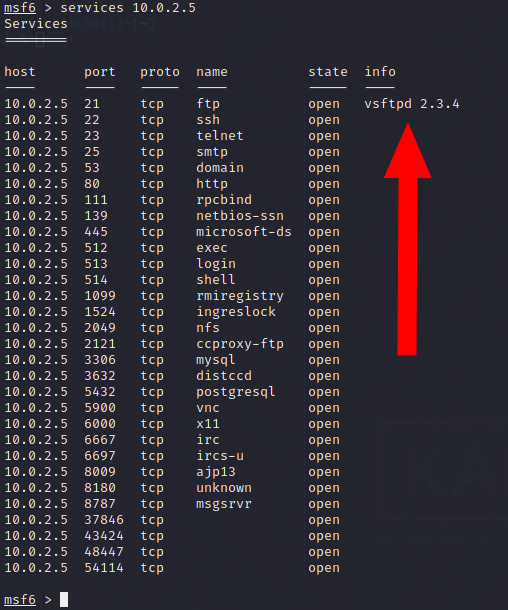 msf6 > services 10.0.2.5
Services
========
host port proto name state info
---- ---- ----- ---- ----- ----
10.0.2.5 21 tcp ftp open vsftpd 2.3.4
10.0.2.5 22 tcp ssh open
10.0.2.5 23 tcp telnet open
10.0.2.5 25 tcp smtp open
10.0.2.5 53 tcp domain open
10.0.2.5 80 tcp http open
10.0.2.5 111 tcp rpcbind open
10.0.2.5 139 tcp netbios-ssn open
10.0.2.5 445 tcp microsoft-ds open
10.0.2.5 512 tcp exec open
10.0.2.5 513 tcp login open
10.0.2.5 514 tcp shell open
10.0.2.5 1099 tcp rmiregistry open
10.0.2.5 1524 tcp ingreslock open
10.0.2.5 2049 tcp nfs open
10.0.2.5 2121 tcp ccproxy-ftp open
10.0.2.5 3306 tcp mysql open
10.0.2.5 3632 tcp distccd open
10.0.2.5 5432 tcp postgresql open
10.0.2.5 5900 tcp vnc open
10.0.2.5 6000 tcp x11 open
10.0.2.5 6667 tcp irc open
10.0.2.5 6697 tcp ircs-u open
10.0.2.5 8009 tcp ajp13 open
10.0.2.5 8180 tcp unknown open
10.0.2.5 8787 tcp msgsrvr open
10.0.2.5 37846 tcp open
10.0.2.5 43424 tcp open
10.0.2.5 48447 tcp open
10.0.2.5 54114 tcp open
msf6 >
KA